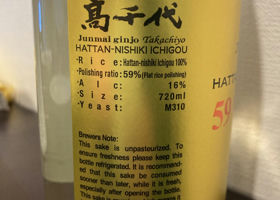 高千代
Junmai ginjo Takachiyo
HATTAN-NISHIKI ICHIGOU
・Rice: Hattan-nishiki Ichigou 100%
・Polishing ratio: 59% (Flat rice polishing)
・Alc: 16%
・Size: 720ml
・Yeast: M310
Brewers Note:
This sake is unpasteurized. To
ensure freshness please keep this
bottle refrigerated. It is recommend-
ed that this sake be consumed
sooner than later, while it is fresh,
especially after opening the bottle
HATT
59